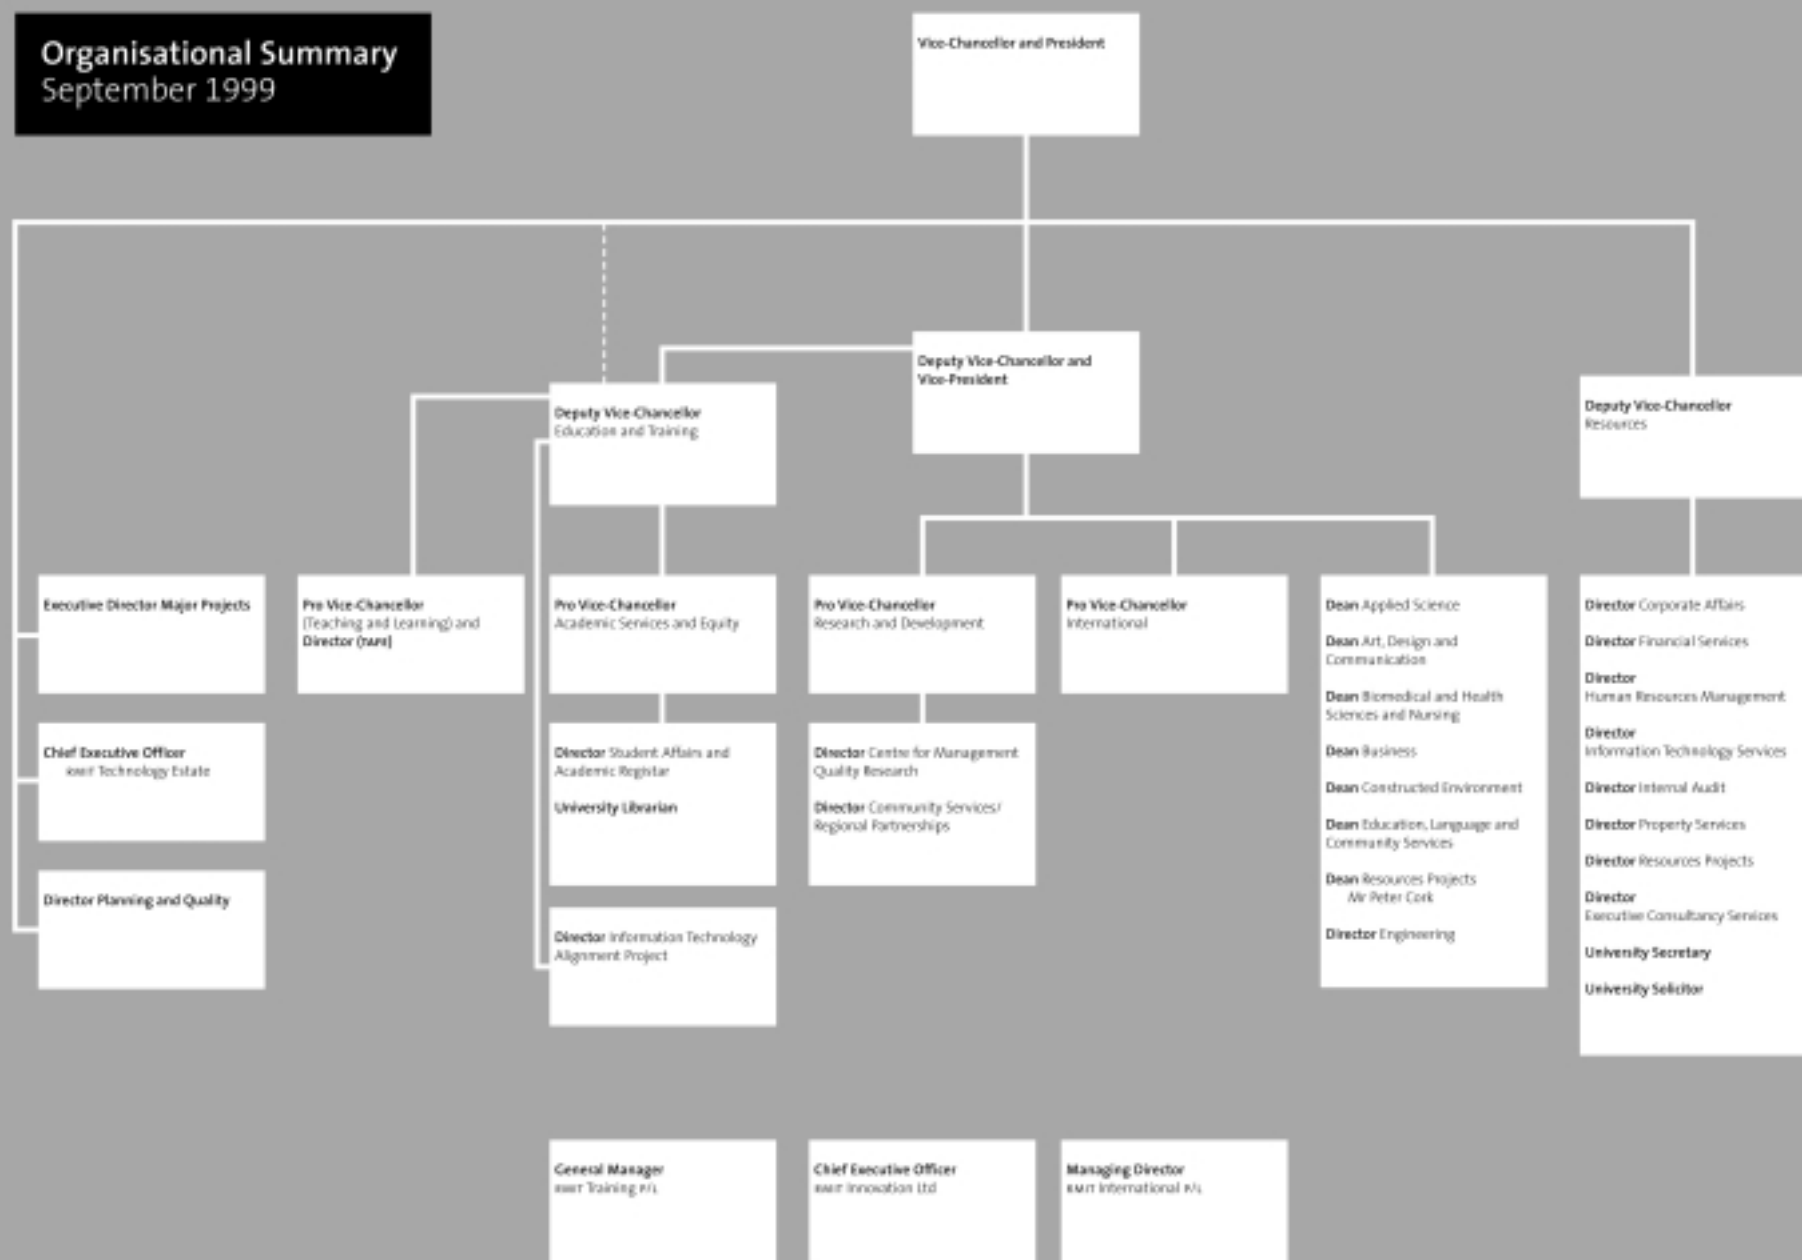 Organisational Summary
September 1999
Vice-Chancellor and President
Deputy Vice-Chancellor and
Vice-President
Deputy Vice-Chancellor
Education and Training
Deputy Vice-Chancellor
Resources
Executive Director Major Projects
Chief Executive Officer
RMIT Technology Estate
Director Planning and Quality
Pro Vice-Chancellor
(Teaching and Learning) and
Director (TAFE)
Pro Vice-Chancellor
Academic Services and Equity
Director Student Affairs and
Academic Registar
University Librarian
Director Information Technology
Alignment Project
Pro Vice-Chancellor
Research and Development
Director Centre for Management
Quality Research
Director Community Services/
Regional Partnerships
Pro Vice-Chancellor
International
Dean Applied Science
Dean Art, Design and
Communication
Dean Biomedical and Health
Sciences and Nursing
Dean Business
Dean Constructed Environment
Dean Education, Language and
Community Services
Dean Resources Projects
Mr Peter Cork
Director Engineering
Director Corporate Affairs
Director Financial Services
Director
Human Resources Management
Director
Information Technology Services
Director Internal Audit
Director Property Services
Director Resources Projects
Director
Executive Consultancy Services
University Secretary
University Solicitor
General Manager
RMIT Training P/L
Chief Executive Officer
RMIT Innovation Ltd
Managing Director
RMIT International P/L